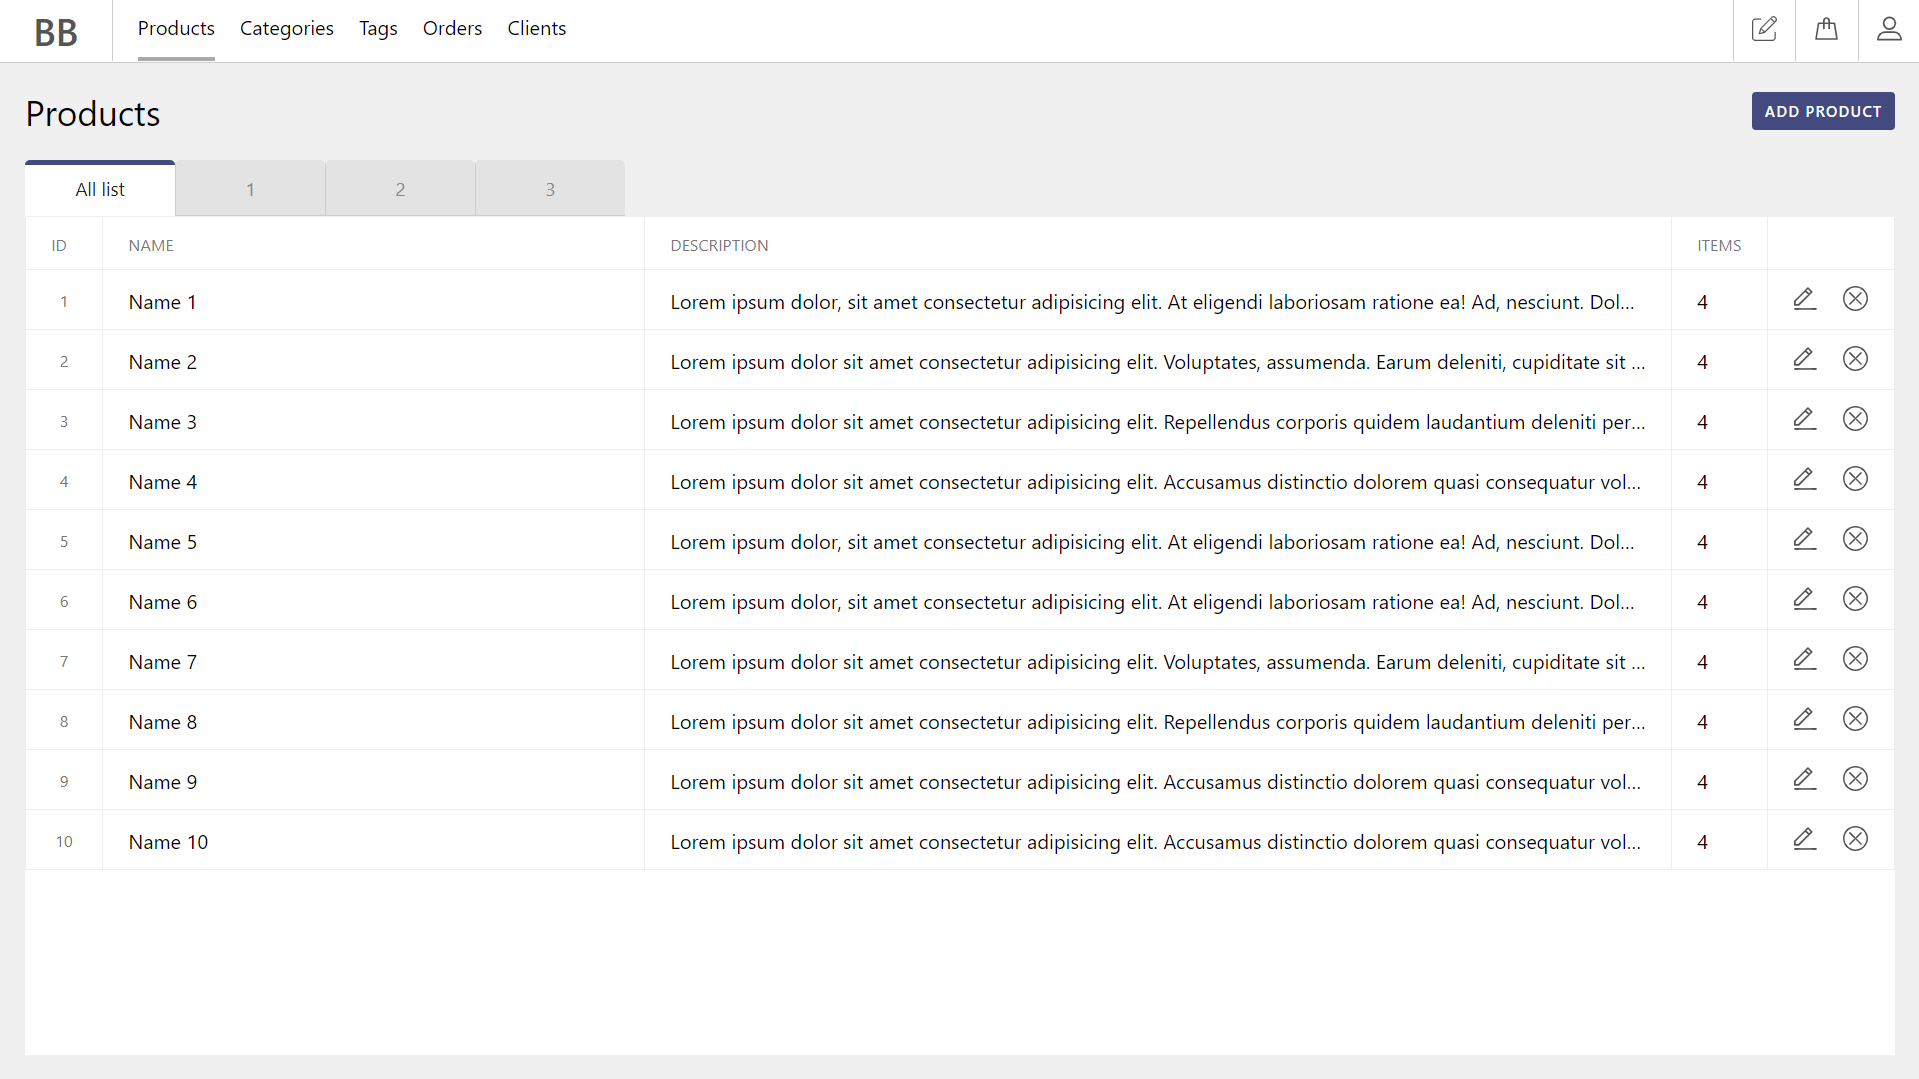 BB Products Categories Tags Orders Clients
Products ADD PRODUCT
All list 1 2 3
ID NAME DESCRIPTION ITEMS
1 Name 1 Lorem ipsum dolor, sit amet consectetur adipisicing elit. At eligendi laboriosam ratione ea! Ad, nesciunt. Dol... 4
2 Name 2 Lorem ipsum dolor sit amet consectetur adipisicing elit. Voluptates, assumenda. Earum deleniti, cupiditate sit ... 4
3 Name 3 Lorem ipsum dolor sit amet consectetur adipisicing elit. Repellendus corporis quidem laudantium deleniti per... 4
4 Name 4 Lorem ipsum dolor sit amet consectetur adipisicing elit. Accusamus distinctio dolorem quasi consequatur vol... 4
5 Name 5 Lorem ipsum dolor, sit amet consectetur adipisicing elit. At eligendi laboriosam ratione ea! Ad, nesciunt. Dol... 4
6 Name 6 Lorem ipsum dolor, sit amet consectetur adipisicing elit. At eligendi laboriosam ratione ea! Ad, nesciunt. Dol... 4
7 Name 7 Lorem ipsum dolor sit amet consectetur adipisicing elit. Voluptates, assumenda. Earum deleniti, cupiditate sit ... 4
8 Name 8 Lorem ipsum dolor sit amet consectetur adipisicing elit. Repellendus corporis quidem laudantium deleniti per... 4
9 Name 9 Lorem ipsum dolor sit amet consectetur adipisicing elit. Accusamus distinctio dolorem quasi consequatur vol... 4
10 Name 10 Lorem ipsum dolor sit amet consectetur adipisicing elit. Accusamus distinctio dolorem quasi consequatur vol... 4